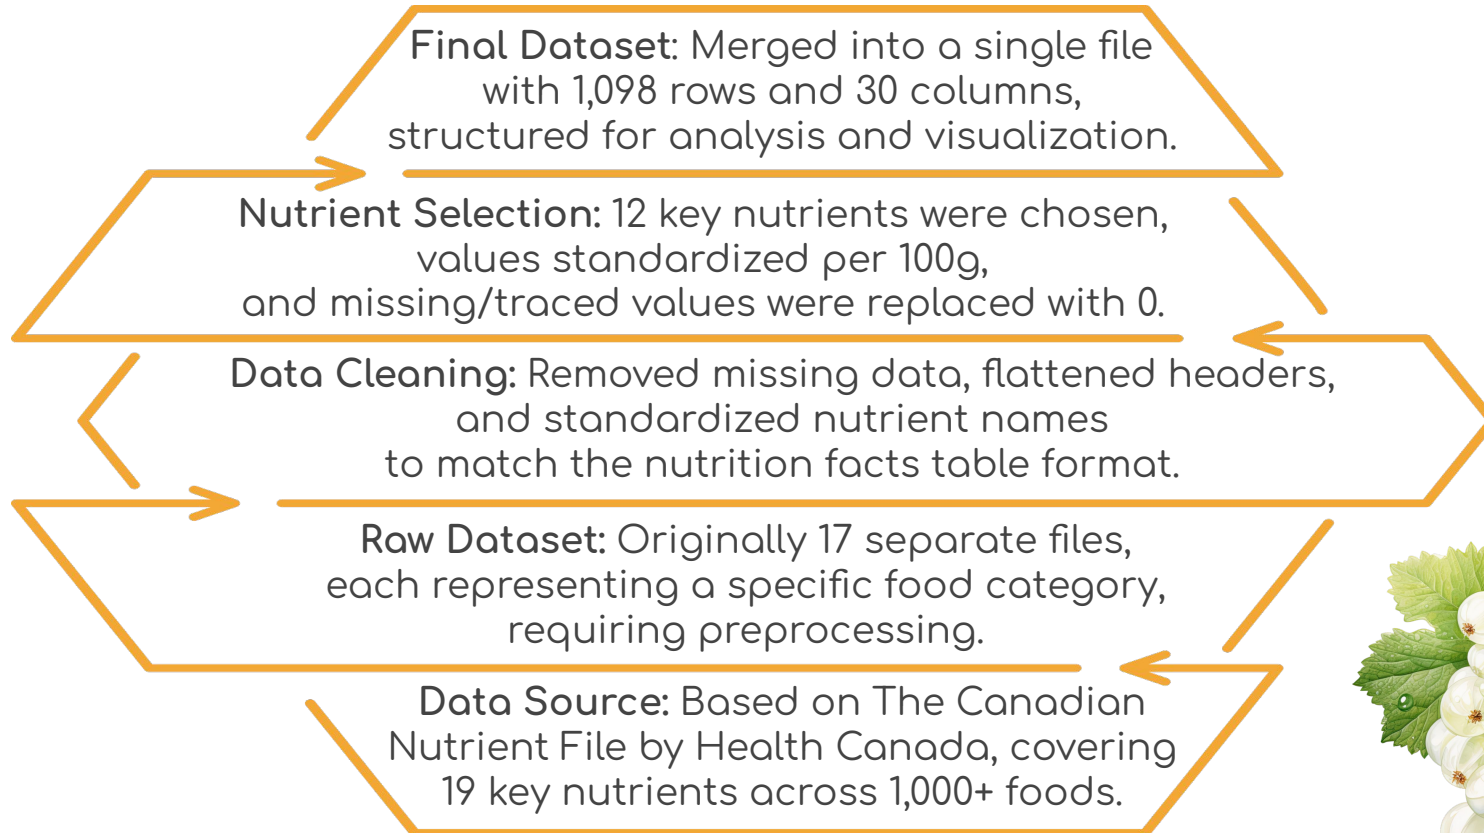 Final Dataset: Merged into a single file
with 1,098 rows and 30 columns,
structured for analysis and visualization.
Nutrient Selection: 12 key nutrients were chosen,
values standardized per 100g,
and missing/traced values were replaced with 0.
Data Cleaning: Removed missing data, flattened headers,
and standardized nutrient names
to match the nutrition facts table format.
Raw Dataset: Originally 17 separate files,
each representing a specific food category,
requiring preprocessing.
Data Source: Based on The Canadian
Nutrient File by Health Canada, covering
19 key nutrients across 1,000+ foods.